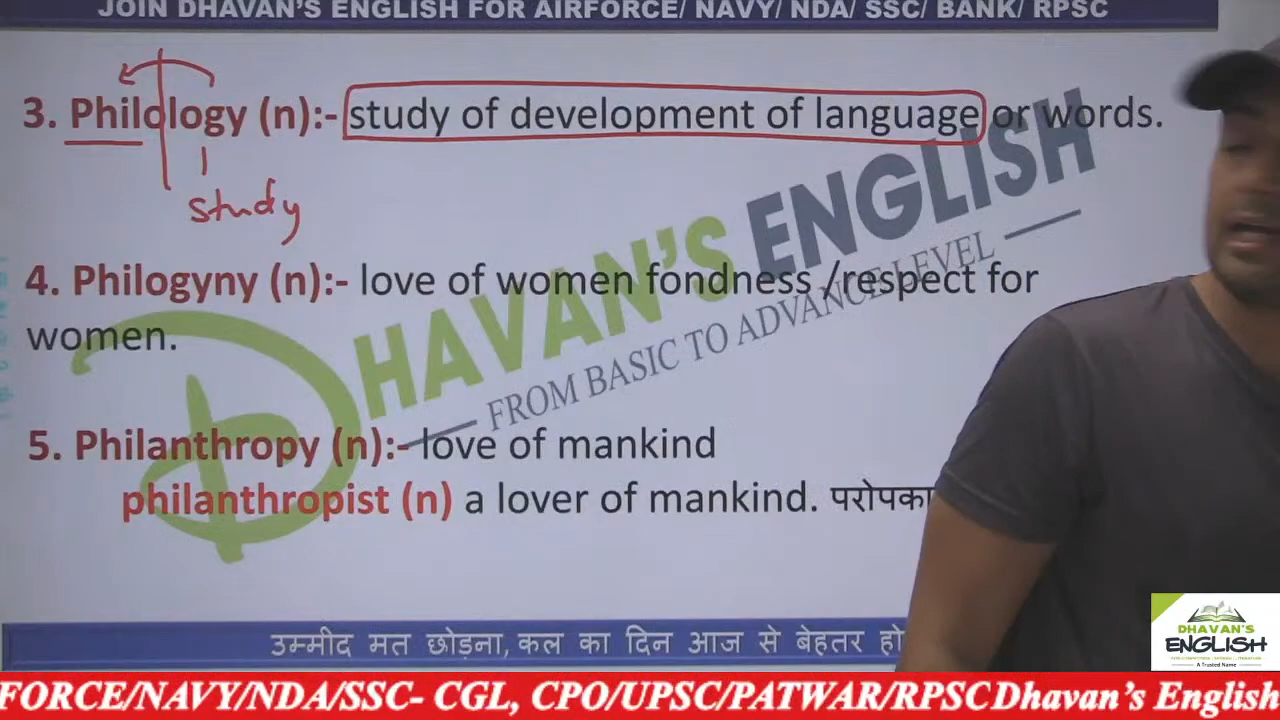 JOIN DHAVAN'S ENGLISH FOR AIRFORCE/ NAVY/ NDA/ SSC/ BANK/ RPSC
3. Philology (n):- study of development of language or words.
study
4. Philogyny (n):- love of women fondness /respect for
women.
5. Philanthropy (n):- love of mankind
philanthropist (n) a lover of mankind. परोपका
DHAVAN'S ENGLISH
FROM BASIC TO ADVANCE LEVEL
उम्मीद मत छोड़ना, कल का दिन आज से बेहतर हो
DHAVAN'S
ENGLISH
A Trusted Name
FORCE/NAVY/NDA/SSC- CGL, CPO/UPSC/PATWAR/RPSC Dhavan's English